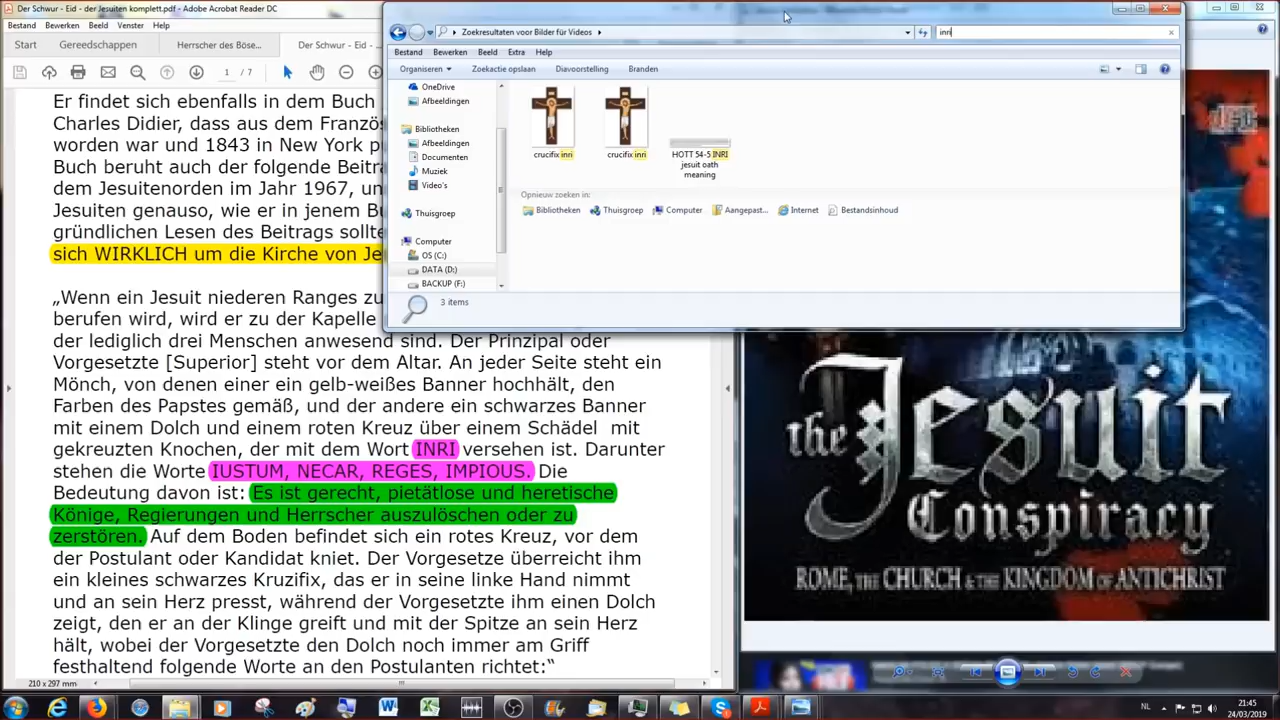 Der Schwur - Eid - der Jesuiten komplett.pdf - Adobe Acrobat Reader DC
Datei Bearbeiten Beeld Venster Help
Start Gereedschappen Herrscher des Böse... Der Schwur - Eid - ...
1 / 7
Er findet sich ebenfalls in dem Buch
Charles Didier, dass aus dem Franzö
worden war und 1843 in New York p
Buch beruht auch der folgende Beitra
dem Jesuitenorden im Jahr 1967, un
Jesuiten genauso, wie er in jenem Bu
gründlichen Lesen des Beitrags sollte
sich WIRKLICH um die Kirche von Je
„Wenn ein Jesuit niederen Ranges zu
berufen wird, wird er zu der Kapelle
der lediglich drei Menschen anwesend sind. Der Prinzipal oder
Vorgesetzte [Superior] steht vor dem Altar. An jeder Seite steht ein
Mönch, von denen einer ein gelb-weißes Banner hochhält, den
Farben des Papstes gemäß, und der andere ein schwarzes Banner
mit einem Dolch und einem roten Kreuz über einem Schädel mit
gekreuzten Knochen, der mit dem Wort INRI versehen ist. Darunter
stehen die Worte IUSTUM, NECAR, REGES, IMPIOUS. Die
Bedeutung davon ist: Es ist gerecht, pietätlose und heretische
Könige, Regierungen und Herrscher auszulöschen oder zu
zerstören. Auf dem Boden befindet sich ein rotes Kreuz, vor dem
der Postulant oder Kandidat kniet. Der Vorgesetze überreicht ihm
ein kleines schwarzes Kruzifix, das er in seine linke Hand nimmt
und an sein Herz presst, während der Vorgesetzte ihm einen Dolch
zeigt, den er an der Klinge greift und mit der Spitze an sein Herz
hält, wobei der Vorgesetzte den Dolch noch immer am Griff
festhaltend folgende Worte an den Postulanten richtet:“
210 x 297 mm
Zoekresultaten voor Bilder für Videos
inri
Bestand Bewerken Beeld Extra Help
Organiseren Zoekactie opslaan Diavoorstelling Branden
OneDrive
Afbeeldingen
Bibliotheken
Afbeeldingen
Documenten
Muziek
Video's
Thuisgroep
Computer
OS (C:)
DATA (D:)
BACKUP (F:)
crucifix inri
crucifix inri
HOTT 54-5 INRI
jesuit oath
meaning
Opnieuw zoeken in:
Bibliotheken Thuisgroep Computer Aangepast... Internet Bestandsinhoud
3 items
the Jesuit
Conspiracy
ROME, THE CHURCH & THE KINGDOM OF ANTICHRIST
NL
21:45
24/03/2019